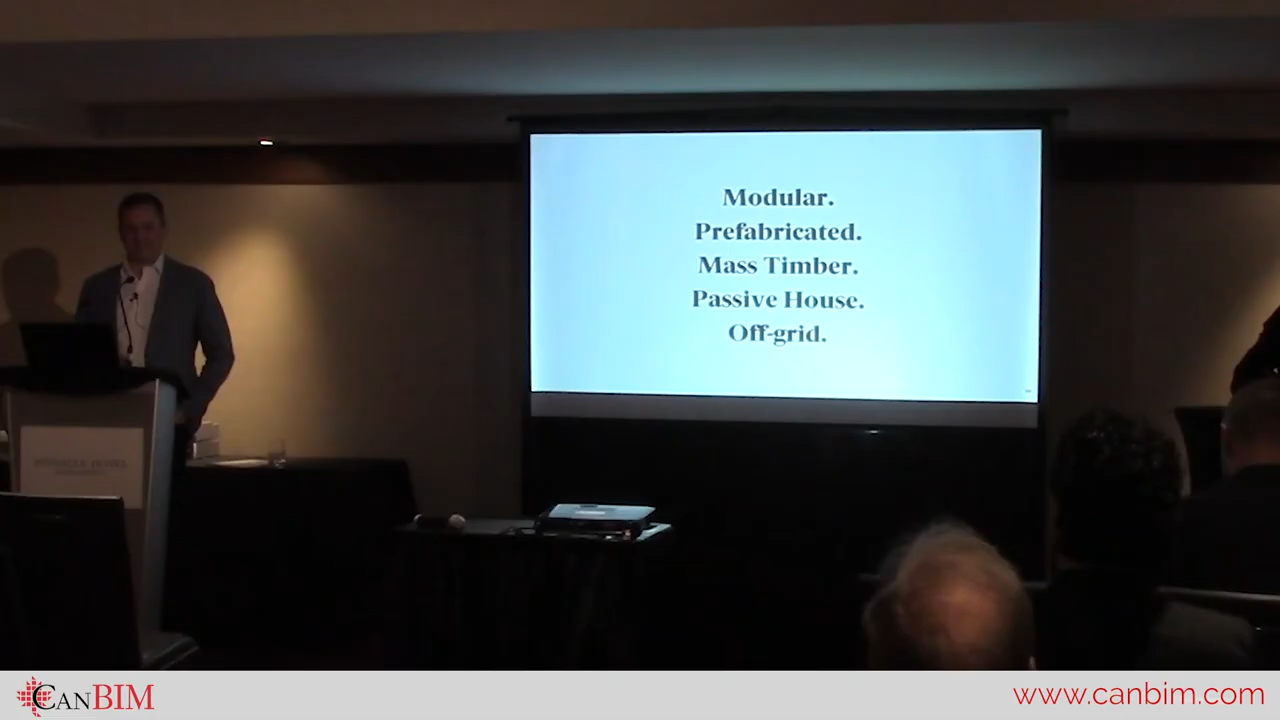 Modular.
Prefabricated.
Mass Timber.
Passive House.
Off-grid.
CANBIM
www.canbim.com